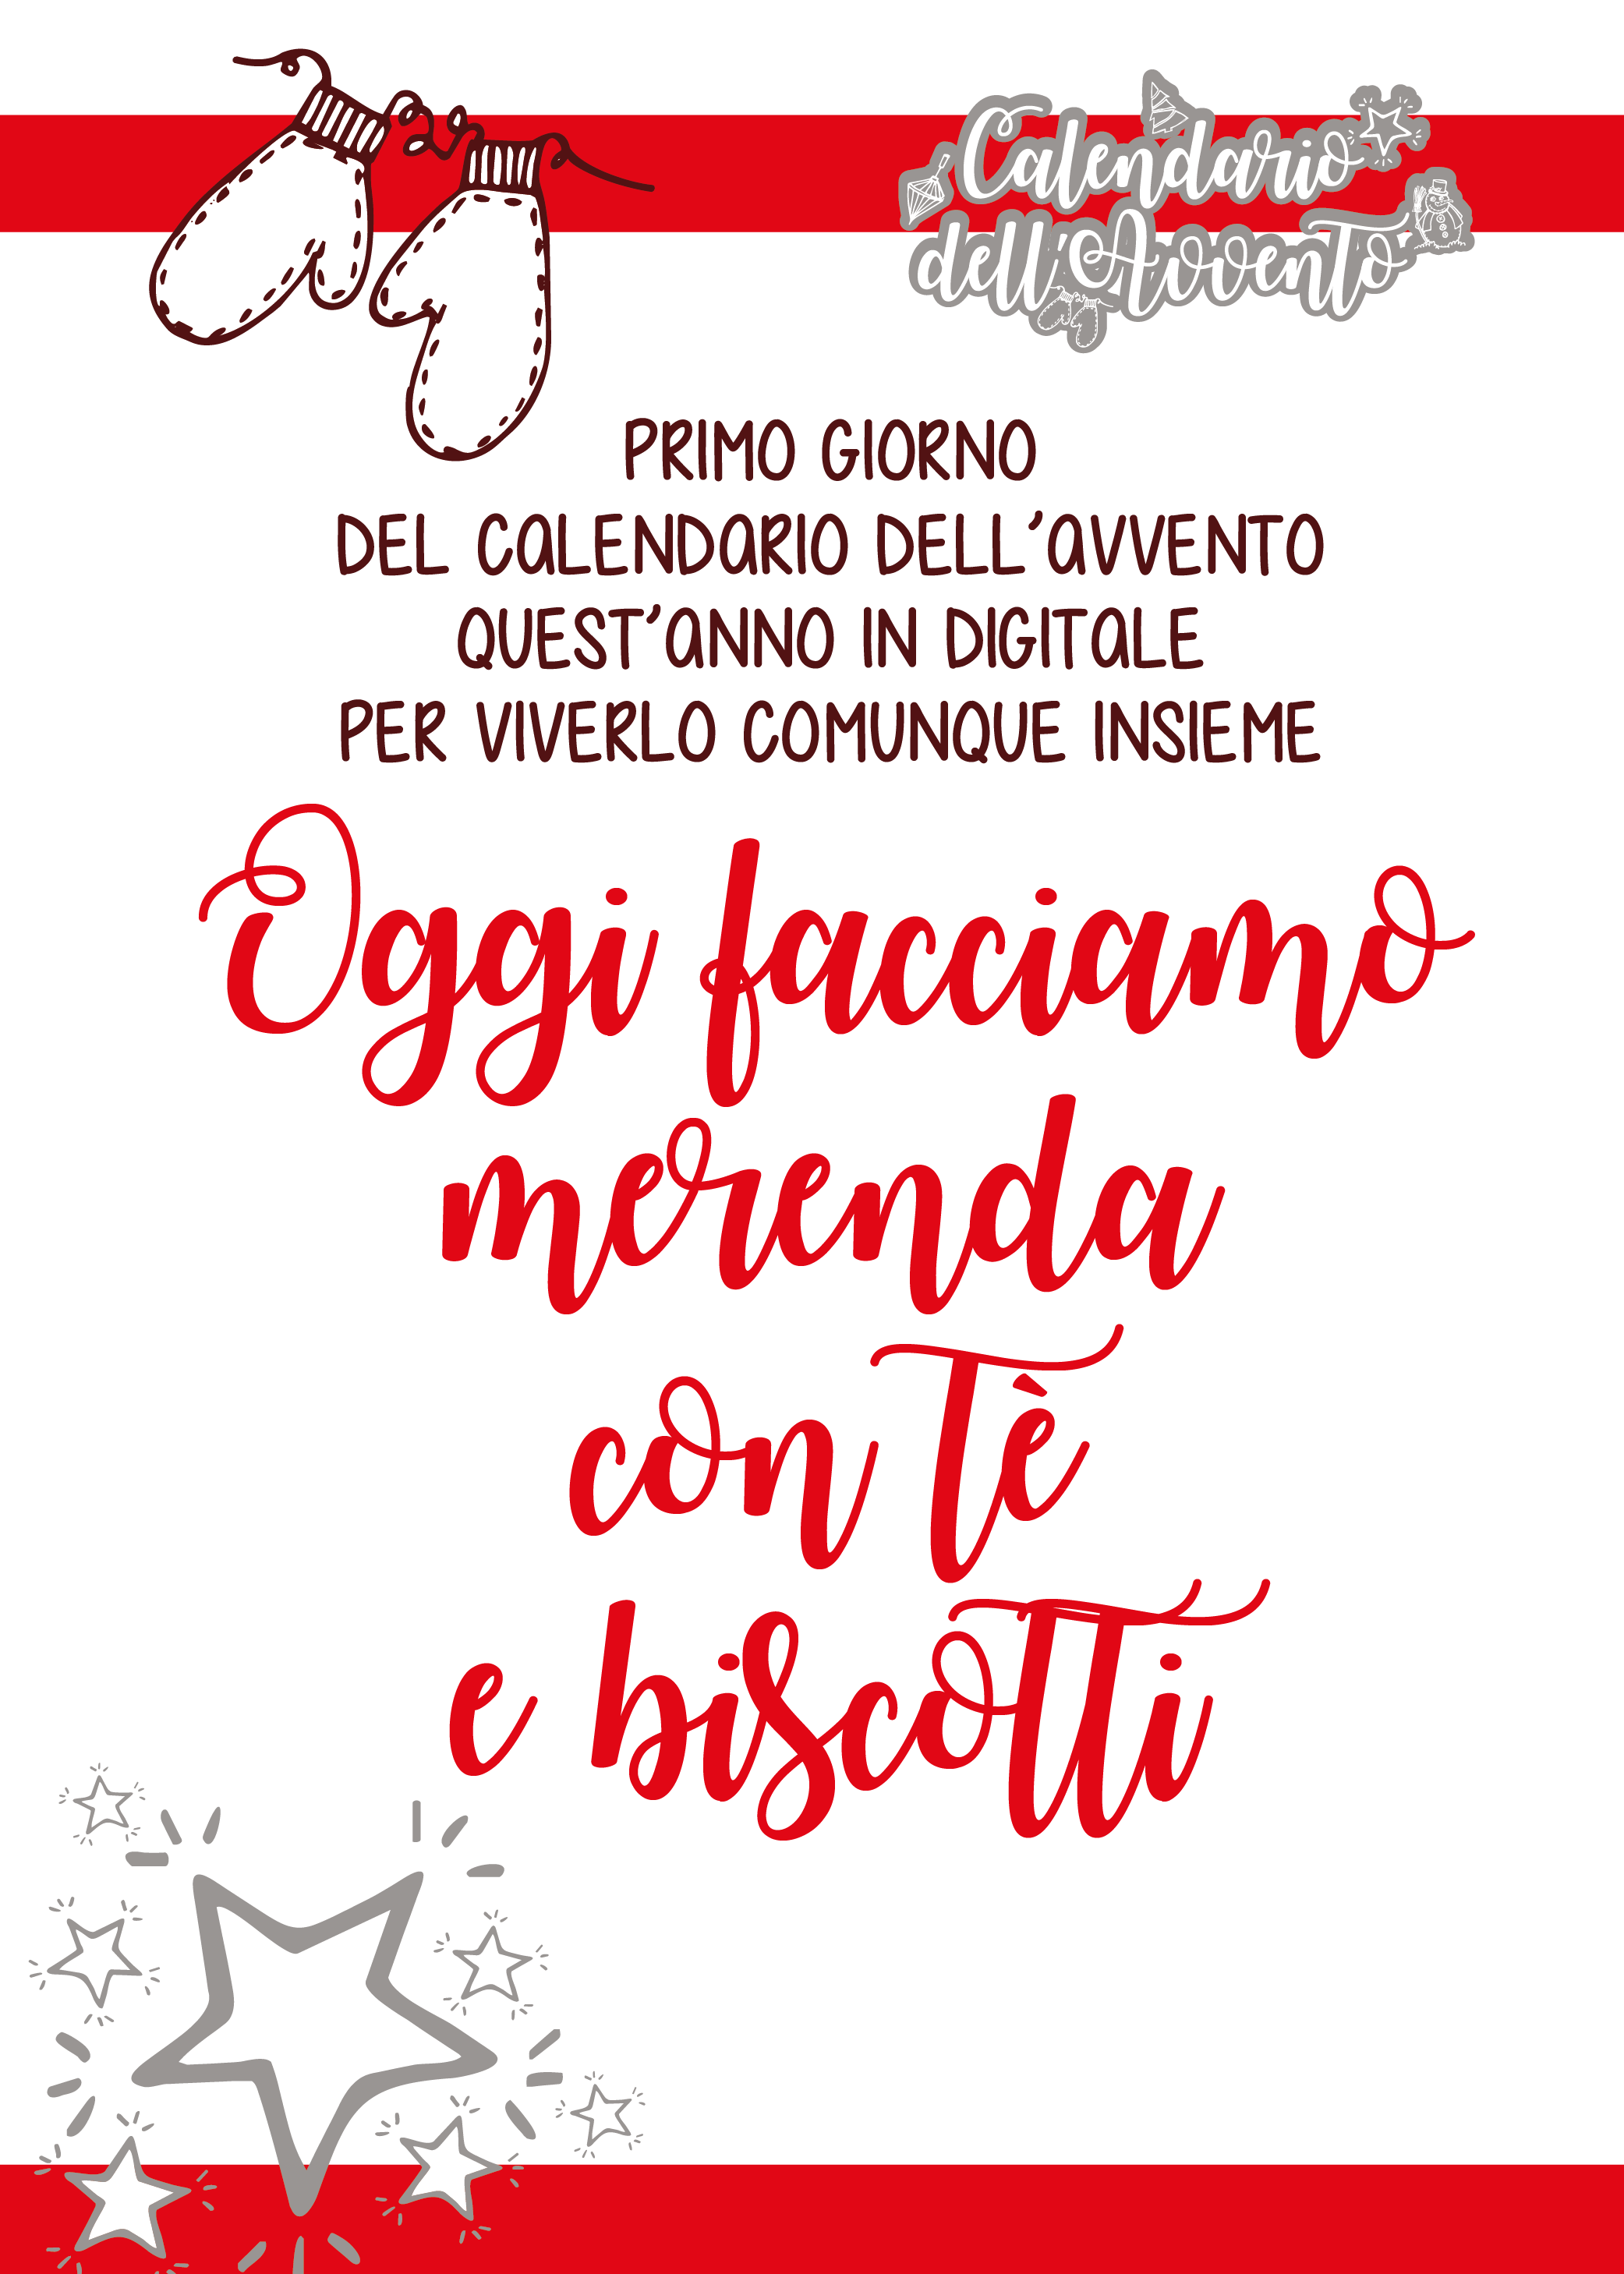 Calendario
dell'Avvento
PRIMO GIORNO
DEL CALENDARIO DELL'AVVENTO
QUEST'ANNO IN DIGITALE
PER VIVERLO COMUNQUE INSIEME
Oggi facciamo
merenda
con tè
e biscotti